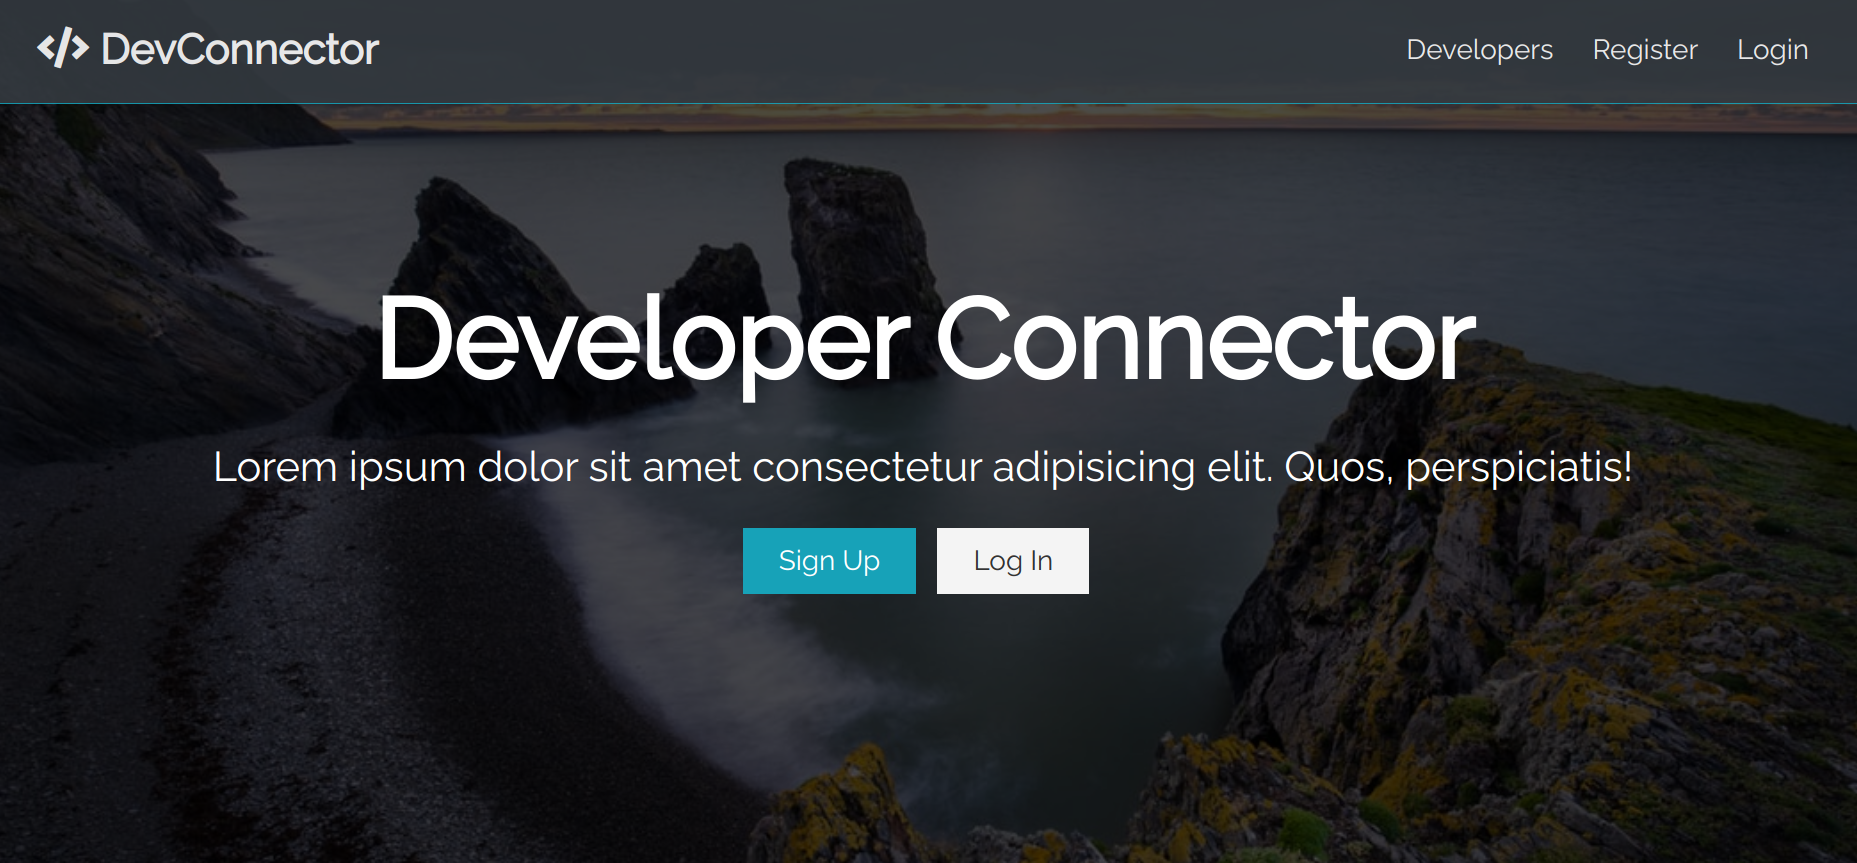 DevConnector
Developers Register Login
Developer Connector
Lorem ipsum dolor sit amet consectetur adipisicing elit. Quos, perspiciatis!
Sign Up Log In